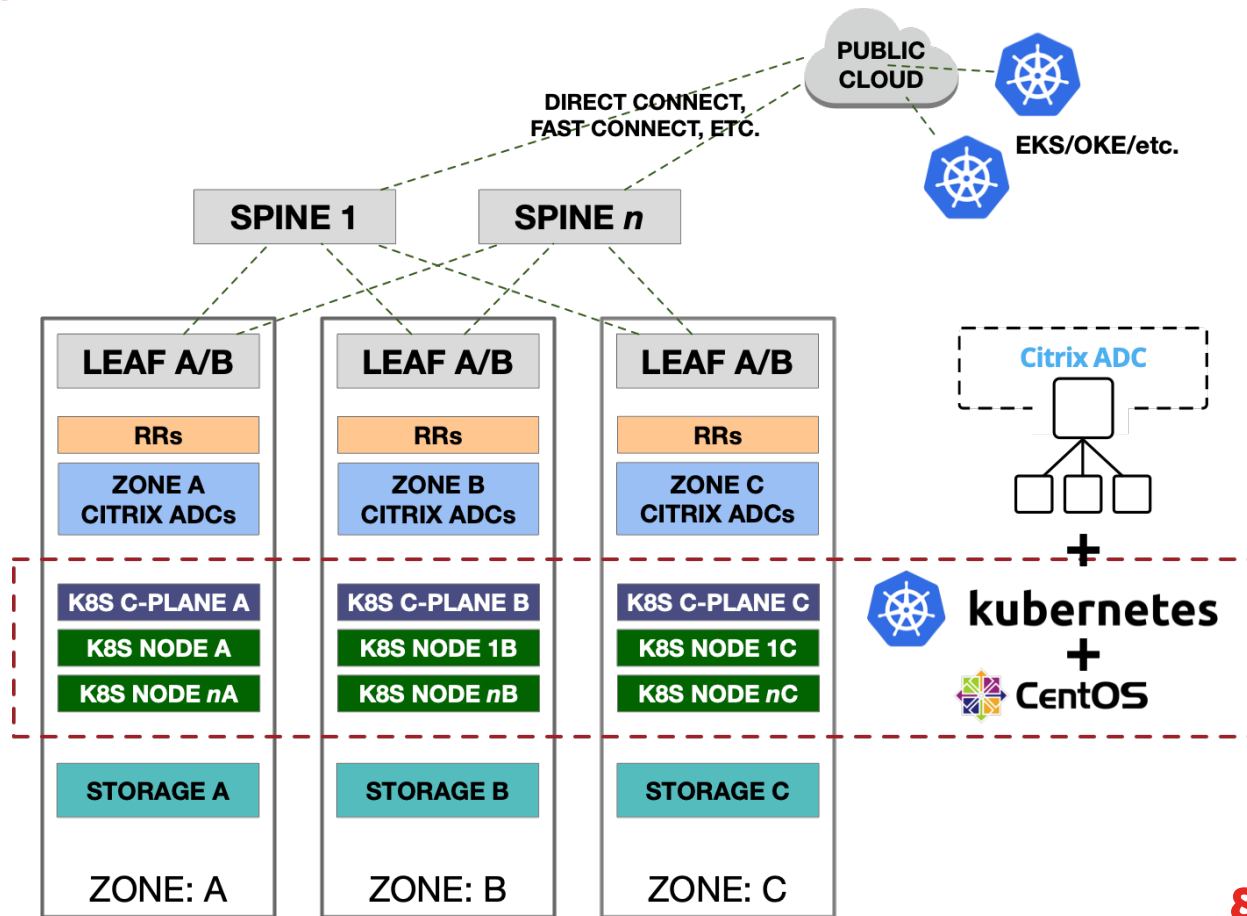 PUBLIC
CLOUD
DIRECT CONNECT,
FAST CONNECT, ETC.
EKS/OKE/etc.
SPINE 1
SPINE n
LEAF A/B
LEAF A/B
LEAF A/B
Citrix ADC
RRs
RRs
RRs
ZONE A
CITRIX ADCs
ZONE B
CITRIX ADCs
ZONE C
CITRIX ADCs
+
K8S C-PLANE A
K8S C-PLANE B
K8S C-PLANE C
kubernetes
K8S NODE A
K8S NODE 1B
K8S NODE 1C
+
K8S NODE nA
K8S NODE nB
K8S NODE nC
CentOS
STORAGE A
STORAGE B
STORAGE C
ZONE: A
ZONE: B
ZONE: C